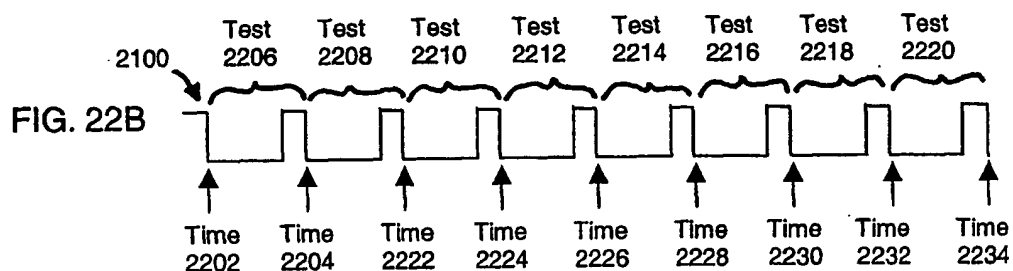 Test Test Test Test Test Test Test Test
2206 2208 2210 2212 2214 2216 2218 2220
2100
FIG. 22B
Time Time Time Time Time Time Time Time Time
2202 2204 2222 2224 2226 2228 2230 2232 2234